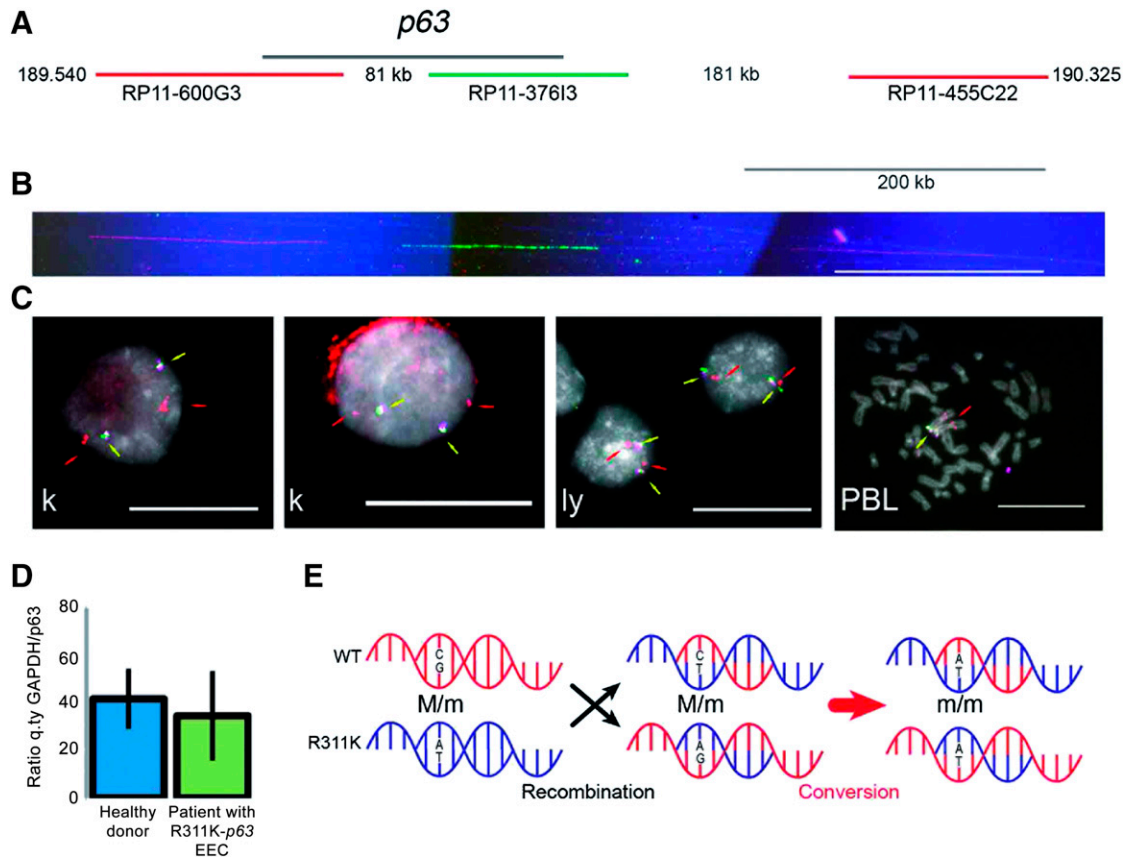 A
p63
189.540
81 kb
181 kb
190.325
RP11-600G3
RP11-376I3
RP11-455C22
B
200 kb
C
k
k
ly
PBL
D
Ratio q.ty GAPDH/p63
80
60
40
20
0
Healthy
donor
Patient with
R311K-p63
EEC
E
WT
C
G
M/m
C
T
M/m
A
T
m/m
R311K
A
T
A
G
A
T
Recombination
Conversion